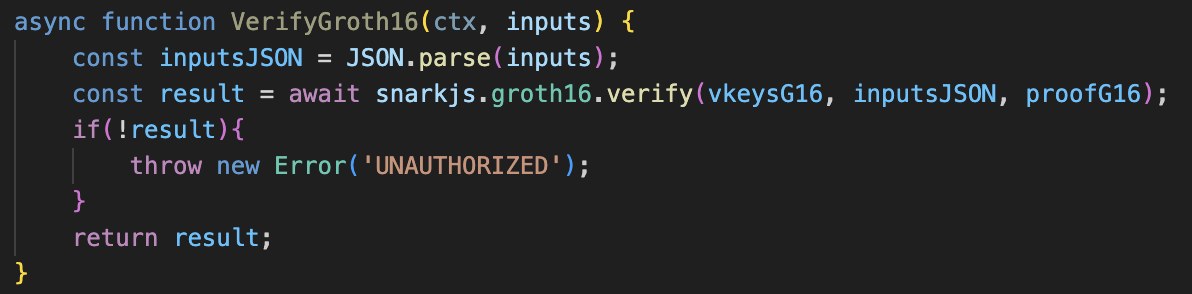 async function VerifyGroth16(ctx, inputs) {
    const inputsJSON = JSON.parse(inputs);
    const result = await snarkjs.groth16.verify(vkeysG16, inputsJSON, proofG16);
    if(!result){
        throw new Error('UNAUTHORIZED');
    }
    return result;
}